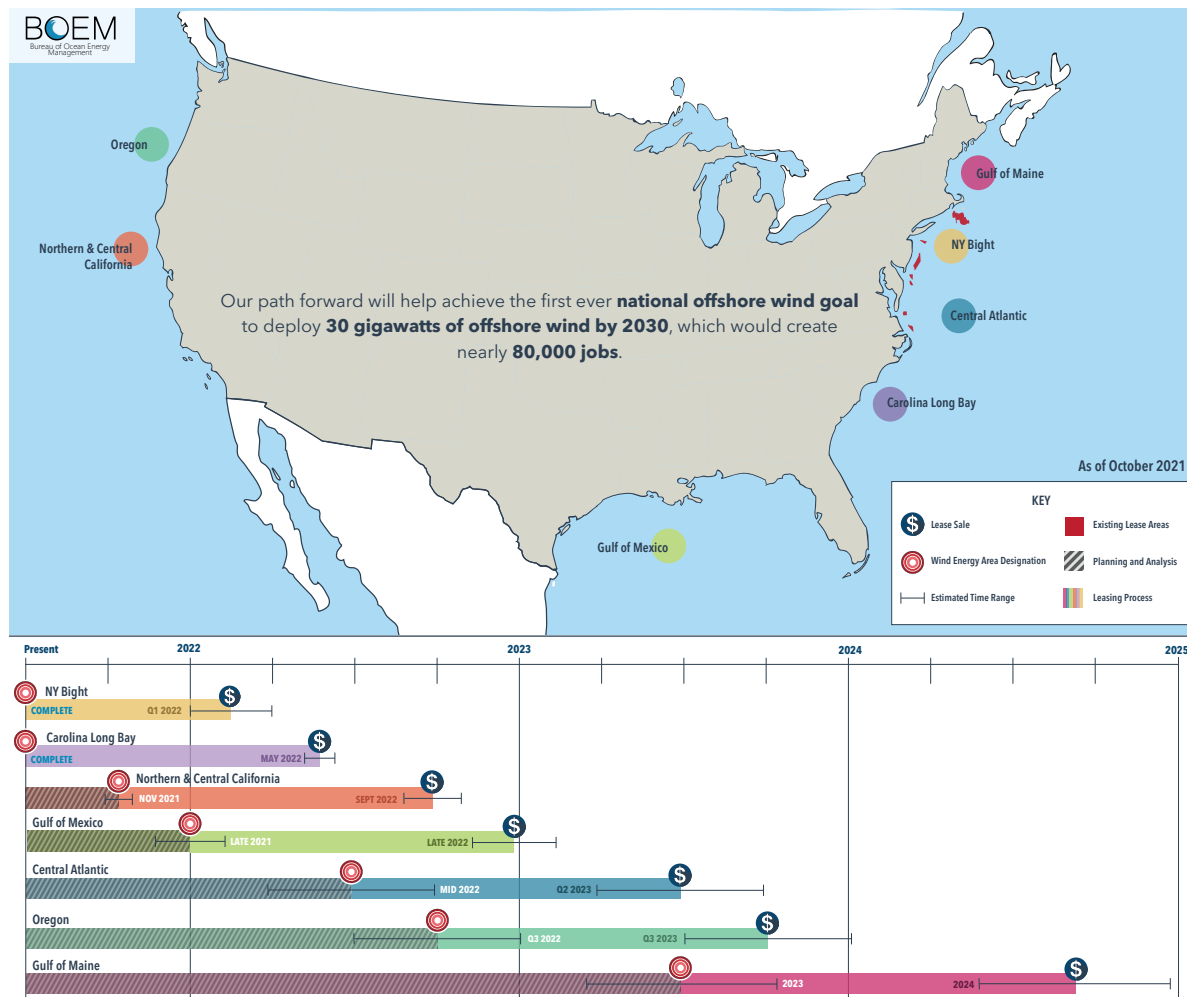 BOEM
Bureau of Ocean Energy
Management
Oregon
Gulf of Maine
Northern & Central
California
NY Bight
Our path forward will help achieve the first ever national offshore wind goal
to deploy 30 gigawatts of offshore wind by 2030, which would create
nearly 80,000 jobs.
Central Atlantic
Carolina Long Bay
Gulf of Mexico
As of October 2021
KEY
$ Lease Sale
Existing Lease Areas
Wind Energy Area Designation
Planning and Analysis
Estimated Time Range
Leasing Process
Present 2022 2023 2024 2025
NY Bight
$
COMPLETE Q1 2022
Carolina Long Bay
$
COMPLETE MAY 2022
Northern & Central California
$
NOV 2021 SEPT 2022
Gulf of Mexico
$
LATE 2021 LATE 2022
Central Atlantic
$
MID 2022 Q2 2023
Oregon
$
Q3 2022 Q3 2023
Gulf of Maine
$
2023 2024